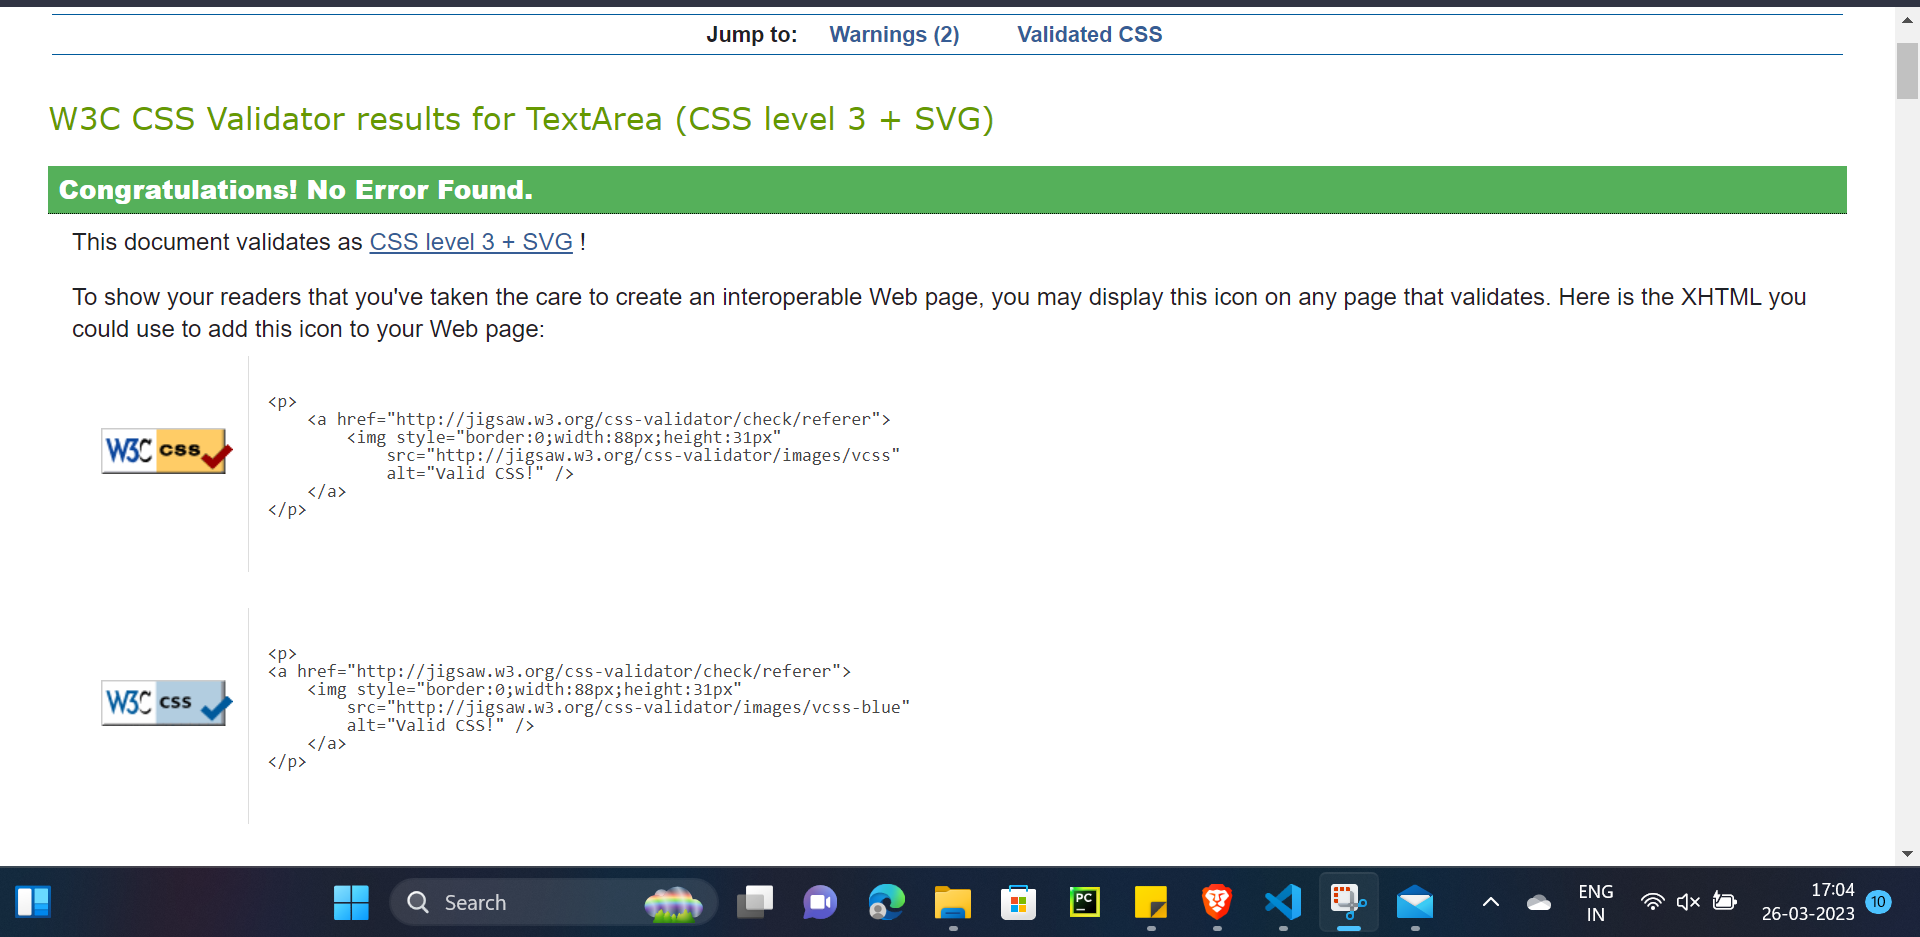 Jump to: Warnings (2) Validated CSS
W3C CSS Validator results for TextArea (CSS level 3 + SVG)
Congratulations! No Error Found.
This document validates as CSS level 3 + SVG !
To show your readers that you've taken the care to create an interoperable Web page, you may display this icon on any page that validates. Here is the XHTML you
could use to add this icon to your Web page:
W3C css
<p>
<a href="http://jigsaw.w3.org/css-validator/check/referer">
<img style="border:0;width:88px;height:31px"
src="http://jigsaw.w3.org/css-validator/images/vcss"
alt="Valid CSS!" />
</a>
</p>
W3C css
<p>
<a href="http://jigsaw.w3.org/css-validator/check/referer">
<img style="border:0;width:88px;height:31px"
src="http://jigsaw.w3.org/css-validator/images/vcss-blue"
alt="Valid CSS!" />
</a>
</p>
Search
PC
ENG
IN
17:04
26-03-2023
10